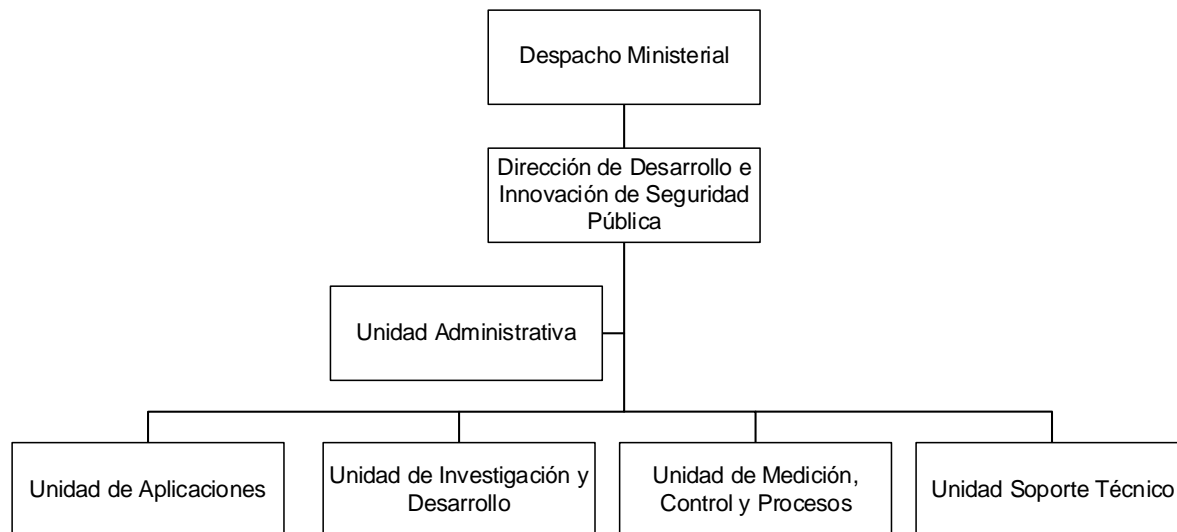 Despacho Ministerial
Dirección de Desarrollo e
Innovación de Seguridad
Pública
Unidad Administrativa
Unidad de Aplicaciones
Unidad de Investigación y
Desarrollo
Unidad de Medición,
Control y Procesos
Unidad Soporte Técnico